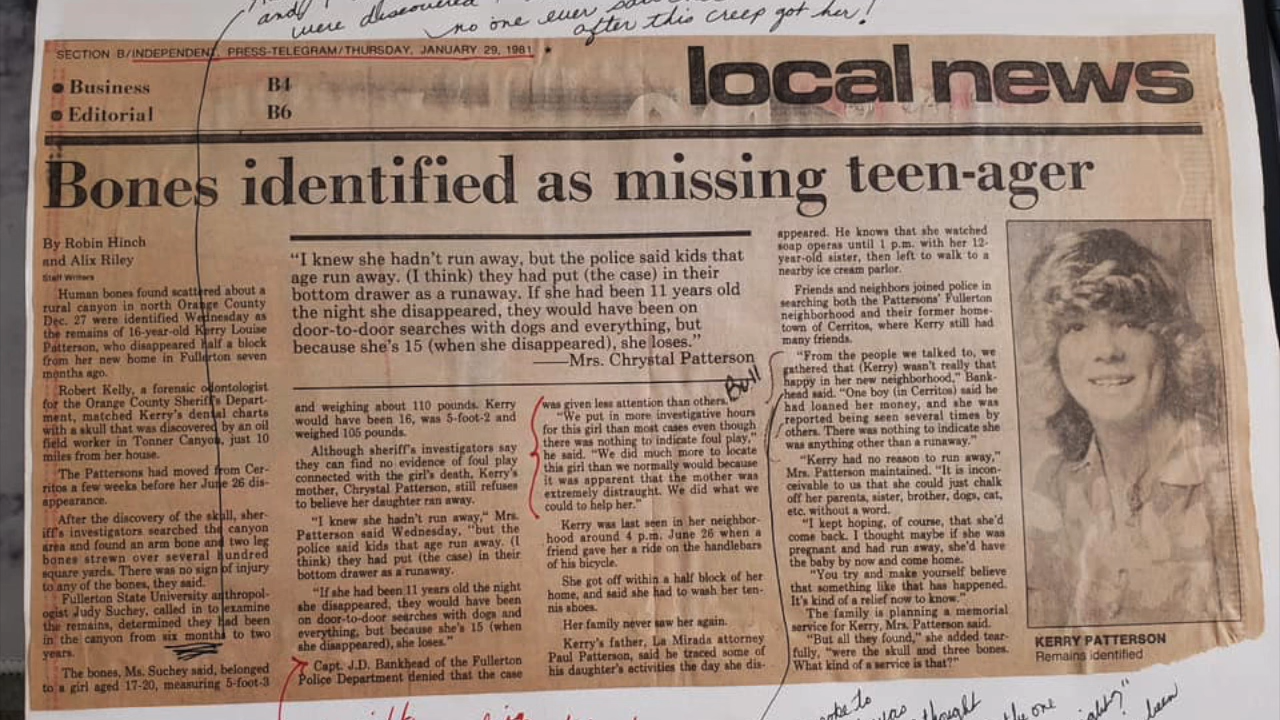 and
were discovered
no one ever
after this creep got her!
SECTION B/INDEPENDENT, PRESS-TELEGRAM/THURSDAY, JANUARY 29, 1981
local news
• Business B4
• Editorial B6
Bones identified as missing teen-ager
By Robin Hinch
and Alix Riley
Staff Writers
Human bones found scattered about a
rural canyon in north Orange County
Dec. 27 were identified Wednesday as
the remains of 16-year-old Kerry Louise
Patterson, who disappeared half a block
from her new home in Fullerton seven
months ago.
Robert Kelly, a forensic odontologist
for the Orange County Sheriff's Depart-
ment, matched Kerry's dental charts
with a skull that was discovered by an oil
field worker in Tonner Canyon, just 10
miles from her house.
The Pattersons had moved from Cer-
ritos a few weeks before her June 26 dis-
appearance.
After the discovery of the skull, sher-
iff's investigators searched the canyon
area and found an arm bone and two leg
bones strewn over several hundred
square yards. There was no sign of injury
to any of the bones, they said.
Fullerton State University anthropol-
ogist Judy Suchey, called in to examine
the remains, determined they had been
in the canyon from six months to two
years.
The bones, Ms. Suchey said, belonged
to a girl aged 17-20, measuring 5-foot-3
"I knew she hadn't run away, but the police said kids that
age run away. (I think) they had put (the case) in their
bottom drawer as a runaway. If she had been 11 years old
the night she disappeared, they would have been on
door-to-door searches with dogs and everything, but
because she's 15 (when she disappeared), she loses."
——Mrs. Chrystal Patterson
and weighing about 110 pounds. Kerry
would have been 16, was 5-foot-2 and
weighed 105 pounds.
Although sheriff's investigators say
they can find no evidence of foul play
connected with the girl's death, Kerry's
mother, Chrystal Patterson, still refuses
to believe her daughter ran away.
"I knew she hadn't run away," Mrs.
Patterson said Wednesday, "but the
police said kids that age run away. (I
think) they had put (the case) in their
bottom drawer as a runaway.
"If she had been 11 years old the night
she disappeared, they would have been
on door-to-door searches with dogs and
everything, but because she's 15 (when
she disappeared), she loses."
Capt. J.D. Bankhead of the Fullerton
Police Department denied that the case
was given less attention than others.
Bull
"We put in more investigative hours
for this girl than most cases even though
there was nothing to indicate foul play,"
he said. "We did much more to locate
this girl than we normally would because
it was apparent that the mother was
extremely distraught. We did what we
could to help her."
Kerry was last seen in her neighbor-
hood around 4 p.m. June 26 when a
friend gave her a ride on the handlebars
of his bicycle.
She got off within a half block of her
home, and said she had to wash her ten-
nis shoes.
Her family never saw her again.
Kerry's father, La Mirada attorney
Paul Patterson, said he traced some of
his daughter's activities the day she dis-
appeared. He knows that she watched
soap operas until 1 p.m. with her 12-
year-old sister, then left to walk to a
nearby ice cream parlor.
Friends and neighbors joined police in
searching both the Pattersons' Fullerton
neighborhood and their former home-
town of Cerritos, where Kerry still had
many friends.
"From the people we talked to, we
gathered that (Kerry) wasn't really that
happy in her new neighborhood," Bank-
head said. "One boy (in Cerritos) said he
had loaned her money, and she was
reported being seen several times by
others. There was nothing to indicate she
was anything other than a runaway."
"Kerry had no reason to run away,"
Mrs. Patterson maintained. "It is incon-
ceivable to us that she could just chalk
off her parents, sister, brother, dogs, cat,
etc. without a word.
"I kept hoping, of course, that she'd
come back. I thought maybe if she was
pregnant and had run away, she'd have
the baby by now and come home.
"You try and make yourself believe
that something like that has happened.
It's kind of a relief now to know."
The family is planning a memorial
service for Kerry, Mrs. Patterson said.
"But all they found," she added tear-
fully, "were the skull and three bones.
What kind of a service is that?"
KERRY PATTERSON
Remains identified
to
was
thought
the one
been